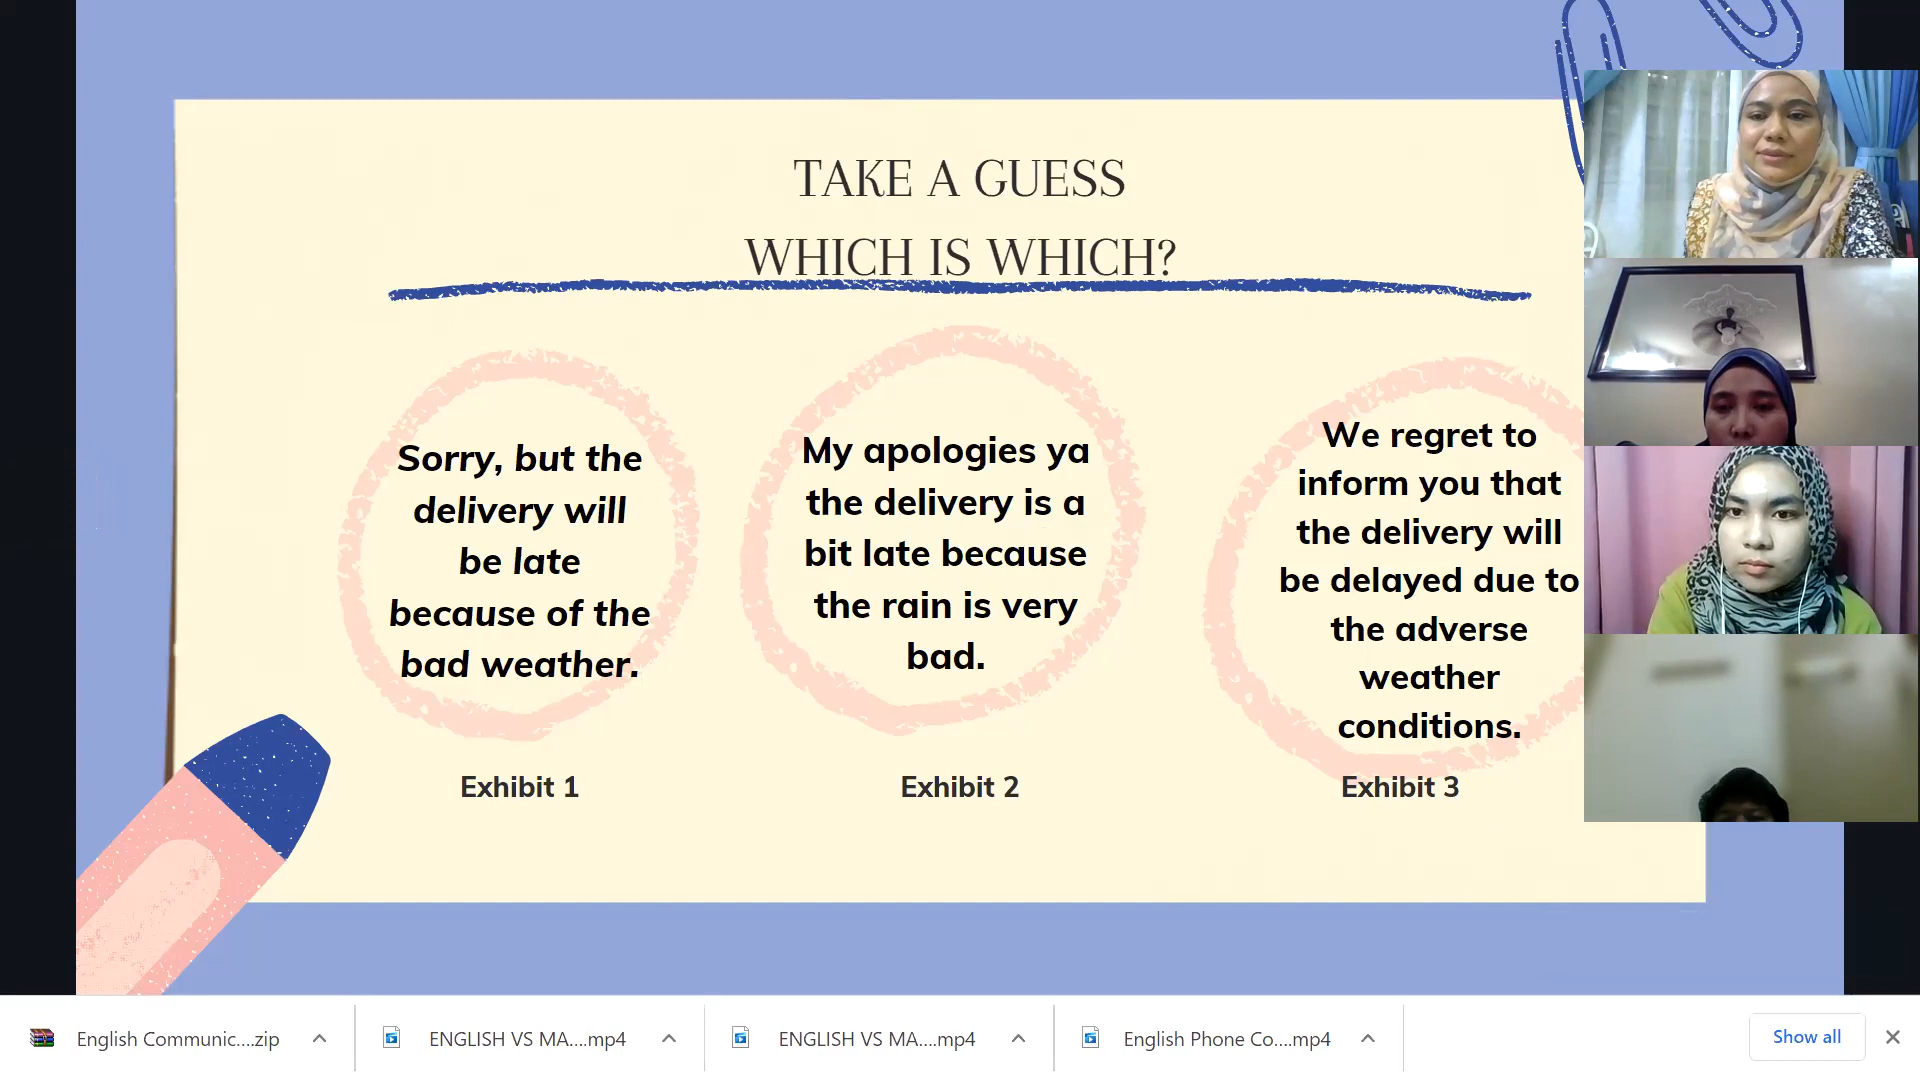 TAKE A GUESS
WHICH IS WHICH?
Sorry, but the
delivery will
be late
because of the
bad weather.
Exhibit 1
My apologies ya
the delivery is a
bit late because
the rain is very
bad.
Exhibit 2
We regret to
inform you that
the delivery will
be delayed due to
the adverse
weather
conditions.
Exhibit 3
English Communic....zip
ENGLISH VS MA....mp4
ENGLISH VS MA....mp4
English Phone Co....mp4
Show all